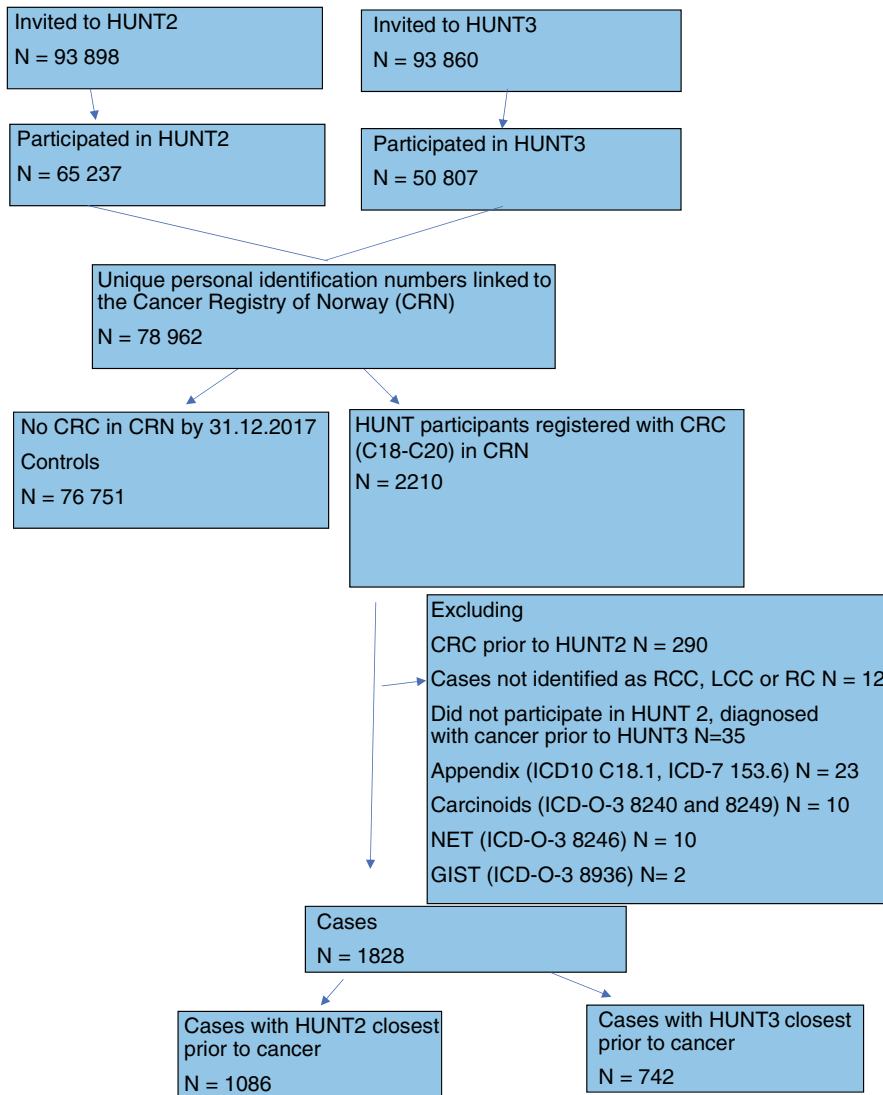 Invited to HUNT2
N = 93 898
Invited to HUNT3
N = 93 860
Participated in HUNT2
N = 65 237
Participated in HUNT3
N = 50 807
Unique personal identification numbers linked to
the Cancer Registry of Norway (CRN)
N = 78 962
No CRC in CRN by 31.12.2017
Controls
N = 76 751
HUNT participants registered with CRC
(C18-C20) in CRN
N = 2210
Excluding
CRC prior to HUNT2 N = 290
Cases not identified as RCC, LCC or RC N = 12
Did not participate in HUNT 2, diagnosed
with cancer prior to HUNT3 N=35
Appendix (ICD10 C18.1, ICD-7 153.6) N = 23
Carcinoids (ICD-O-3 8240 and 8249) N = 10
NET (ICD-O-3 8246) N = 10
GIST (ICD-O-3 8936) N= 2
Cases
N = 1828
Cases with HUNT2 closest
prior to cancer
N = 1086
Cases with HUNT3 closest
prior to cancer
N = 742